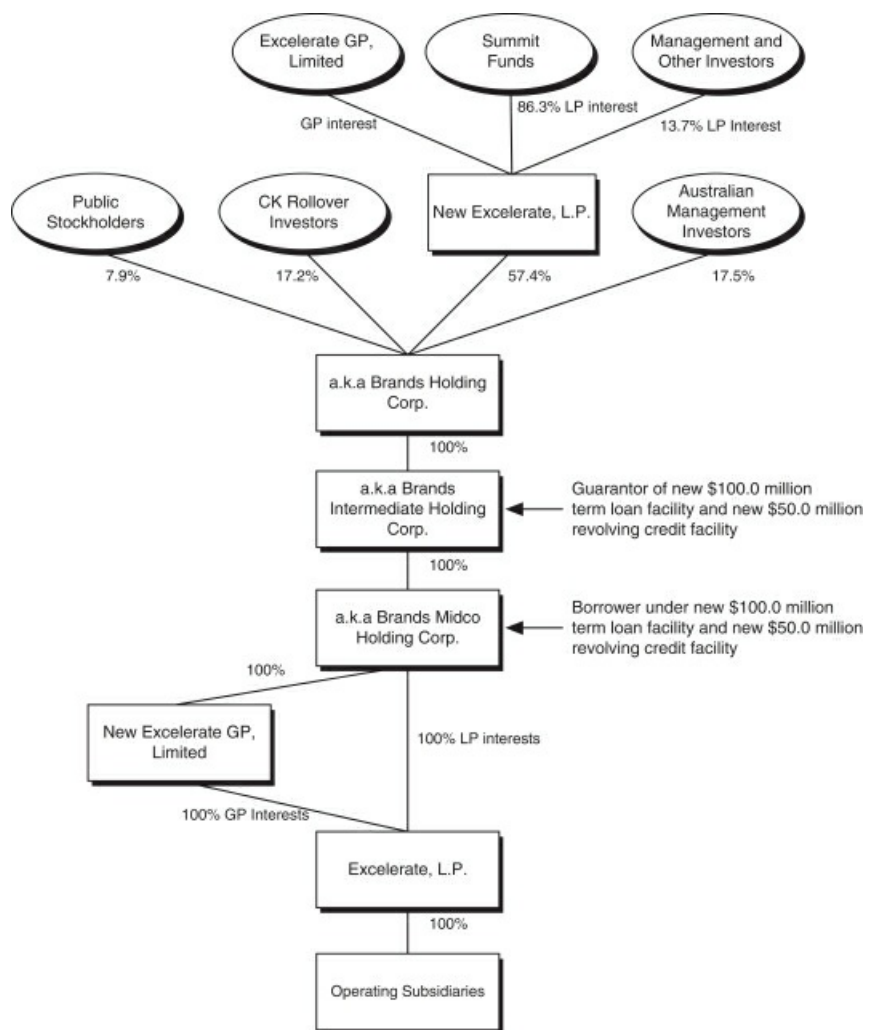 Excelerate GP,
Limited
Summit
Funds
Management and
Other Investors
GP interest
86.3% LP interest
13.7% LP Interest
Public
Stockholders
CK Rollover
Investors
New Excelerate, L.P.
Australian
Management
Investors
7.9%
17.2%
57.4%
17.5%
a.k.a Brands Holding
Corp.
100%
a.k.a Brands
Intermediate Holding
Corp.
Guarantor of new $100.0 million
term loan facility and new $50.0 million
revolving credit facility
100%
a.k.a Brands Midco
Holding Corp.
Borrower under new $100.0 million
term loan facility and new $50.0 million
revolving credit facility
100%
New Excelerate GP,
Limited
100% LP interests
100% GP Interests
Excelerate, L.P.
100%
Operating Subsidiaries